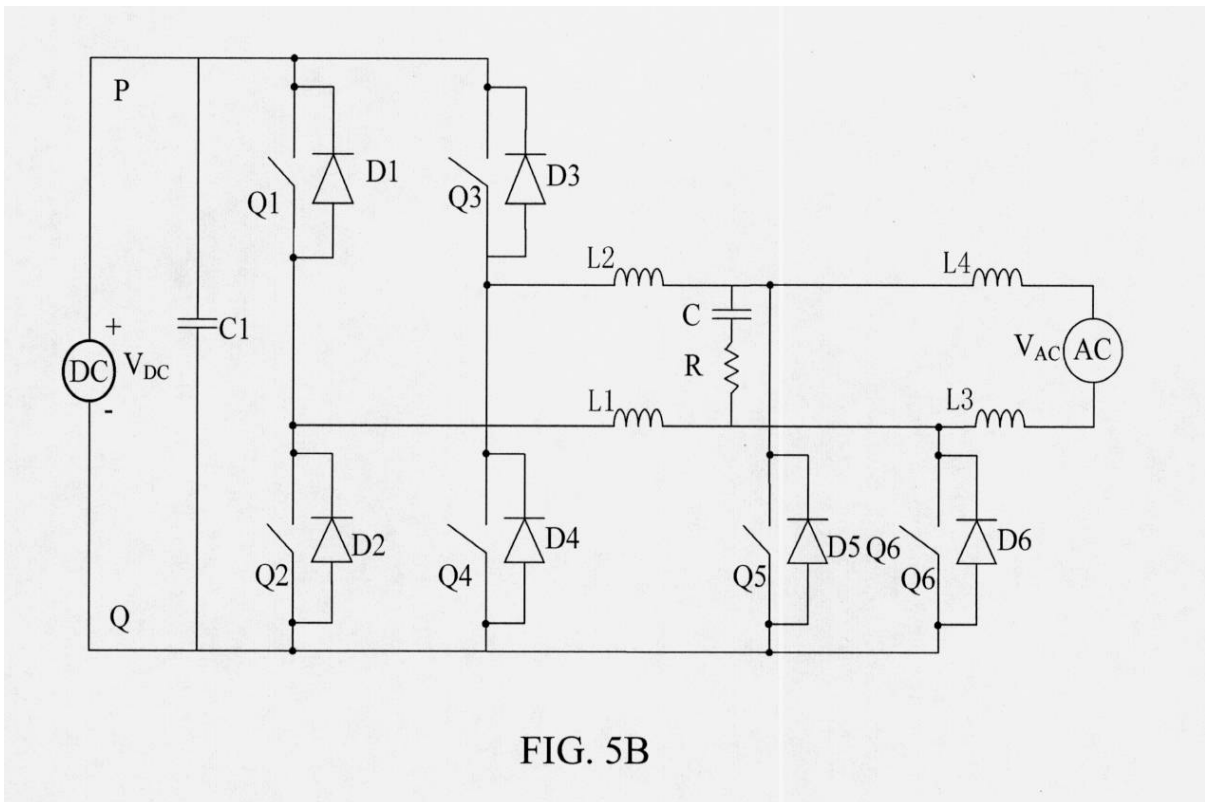 P
D1
D3
Q1
Q3
L2
L4
+
C1
C
DC
V_DC
R
V_AC
AC
-
L1
L3
D2
D4
D5
Q6
D6
Q2
Q4
Q5
Q6
Q
FIG. 5B